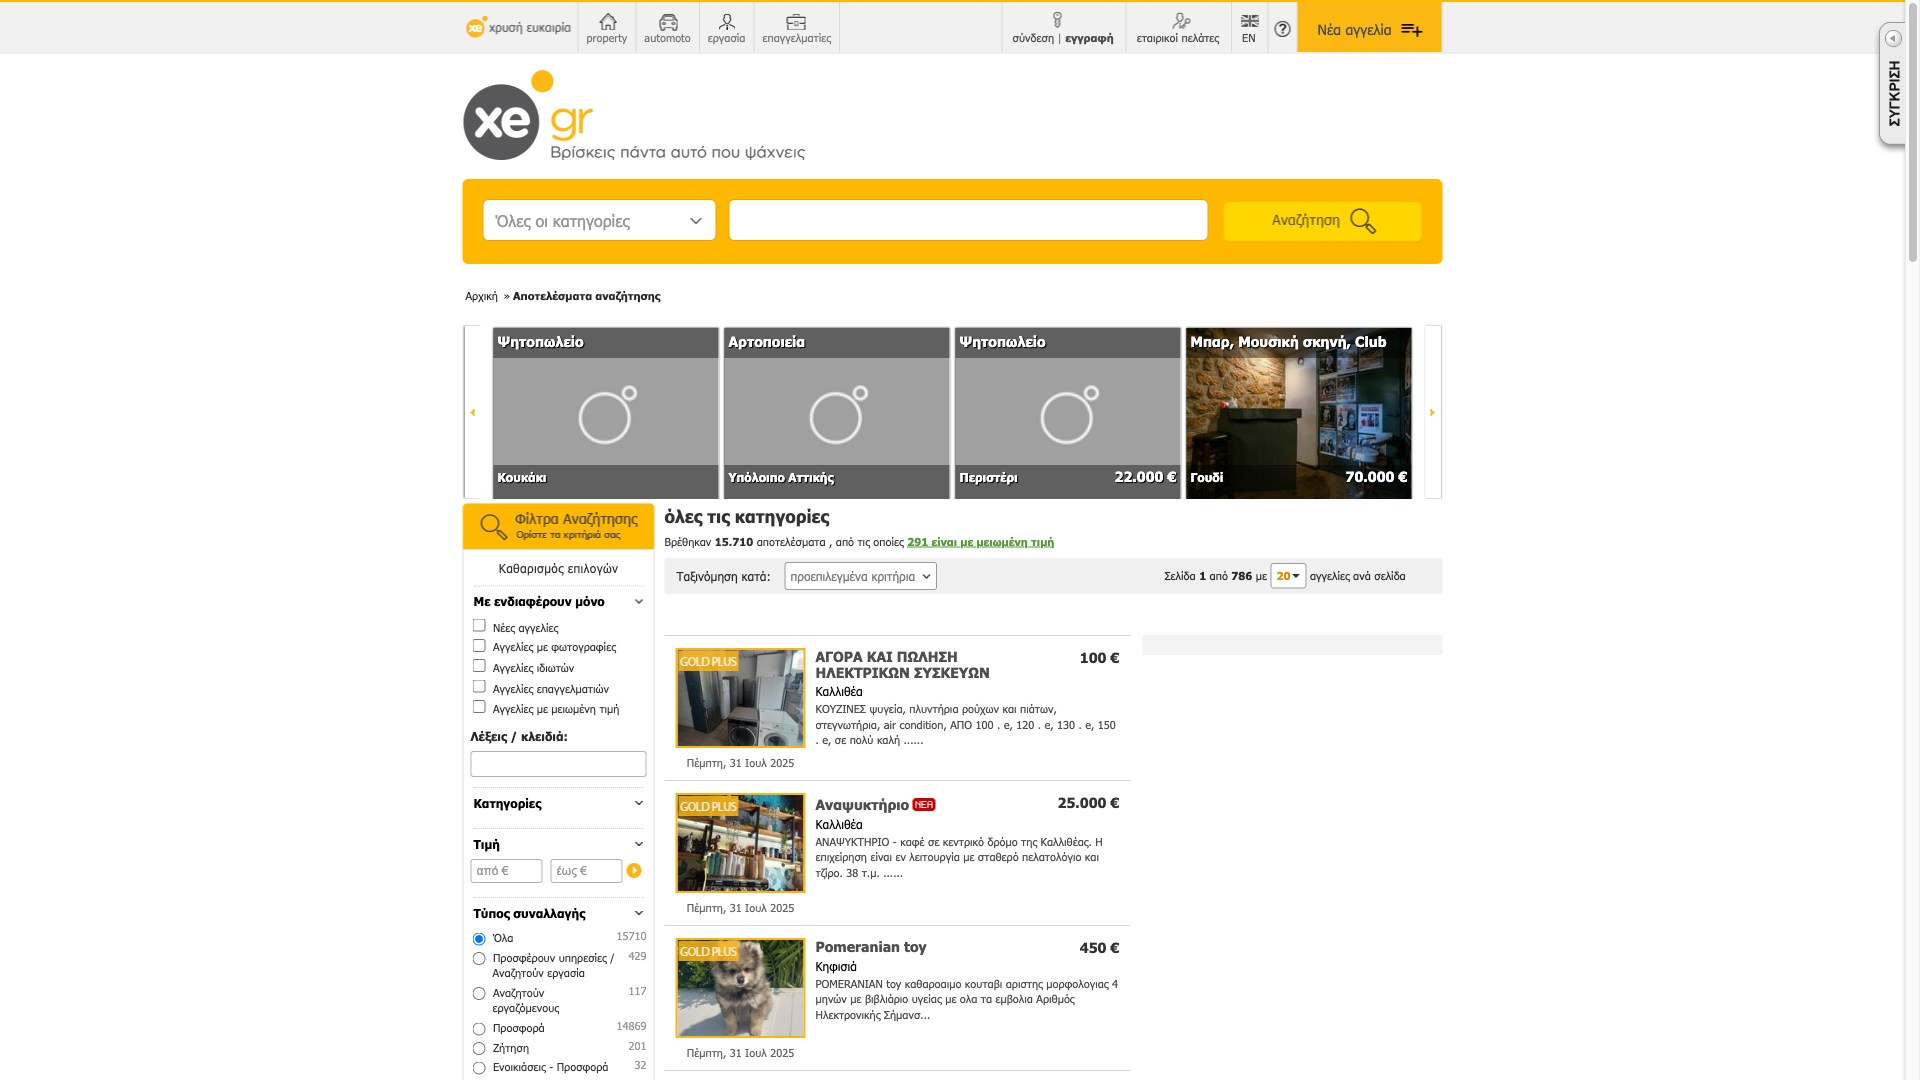 xe χρυσή ευκαιρία
property
automoto
εργασία
επαγγελματίες
σύνδεση | εγγραφή
εταιρικοί πελάτες
EN
Νέα αγγελία
ΣΥΓΚΡΙΣΗ
xe gr
Βρίσκεις πάντα αυτό που ψάχνεις
Όλες οι κατηγορίες
Αναζήτηση
Αρχική » Αποτελέσματα αναζήτησης
Ψητοπωλείο
Κουκάκι
Αρτοποιεία
Υπόλοιπο Αττικής
Ψητοπωλείο
Περιστέρι 22.000 €
Μπαρ, Μουσική σκηνή, Club
Γουδί 70.000 €
Φίλτρα Αναζήτησης
Ορίστε τα κριτήριά σας
Καθαρισμός επιλογών
Με ενδιαφέρουν μόνο
Νέες αγγελίες
Αγγελίες με φωτογραφίες
Αγγελίες ιδιωτών
Αγγελίες επαγγελματιών
Αγγελίες με μειωμένη τιμή
Λέξεις / κλειδιά:
Κατηγορίες
Τιμή
από €
έως €
Τύπος συναλλαγής
Όλα 15710
Προσφέρουν υπηρεσίες / 429
Αναζητούν εργασία
Αναζητούν 117
εργαζόμενους
Προσφορά 14869
Ζήτηση 201
Ενοικιάσεις - Προσφορά 32
όλες τις κατηγορίες
Βρέθηκαν 15.710 αποτελέσματα , από τις οποίες 291 είναι με μειωμένη τιμή
Ταξινόμηση κατά: προεπιλεγμένα κριτήρια
Σελίδα 1 από 786 με 20 αγγελίες ανά σελίδα
GOLD PLUS
ΑΓΟΡΑ ΚΑΙ ΠΩΛΗΣΗ 100 €
ΗΛΕΚΤΡΙΚΩΝ ΣΥΣΚΕΥΩΝ
Καλλιθέα
ΚΟΥΖΙΝΕΣ ψυγεία, πλυντήρια ρούχων και πιάτων,
στεγνωτήρια, air condition, ΑΠΟ 100 . e, 120 . e, 130 . e, 150
. e, σε πολύ καλή ......
Πέμπτη, 31 Ιουλ 2025
GOLD PLUS
Αναψυκτήριο ΝΕΑ 25.000 €
Καλλιθέα
ΑΝΑΨΥΚΤΗΡΙΟ - καφέ σε κεντρικό δρόμο της Καλλιθέας. Η
επιχείρηση είναι εν λειτουργία με σταθερό πελατολόγιο και
τζίρο. 38 τ.μ. ......
Πέμπτη, 31 Ιουλ 2025
GOLD PLUS
Pomeranian toy 450 €
Κηφισιά
POMERANIAN toy καθαροαιμο κουταβι αριστης μορφολογιας 4
μηνών με βιβλιάριο υγείας με ολα τα εμβολια Αριθμός
Ηλεκτρονικής Σήμανσ...
Πέμπτη, 31 Ιουλ 2025